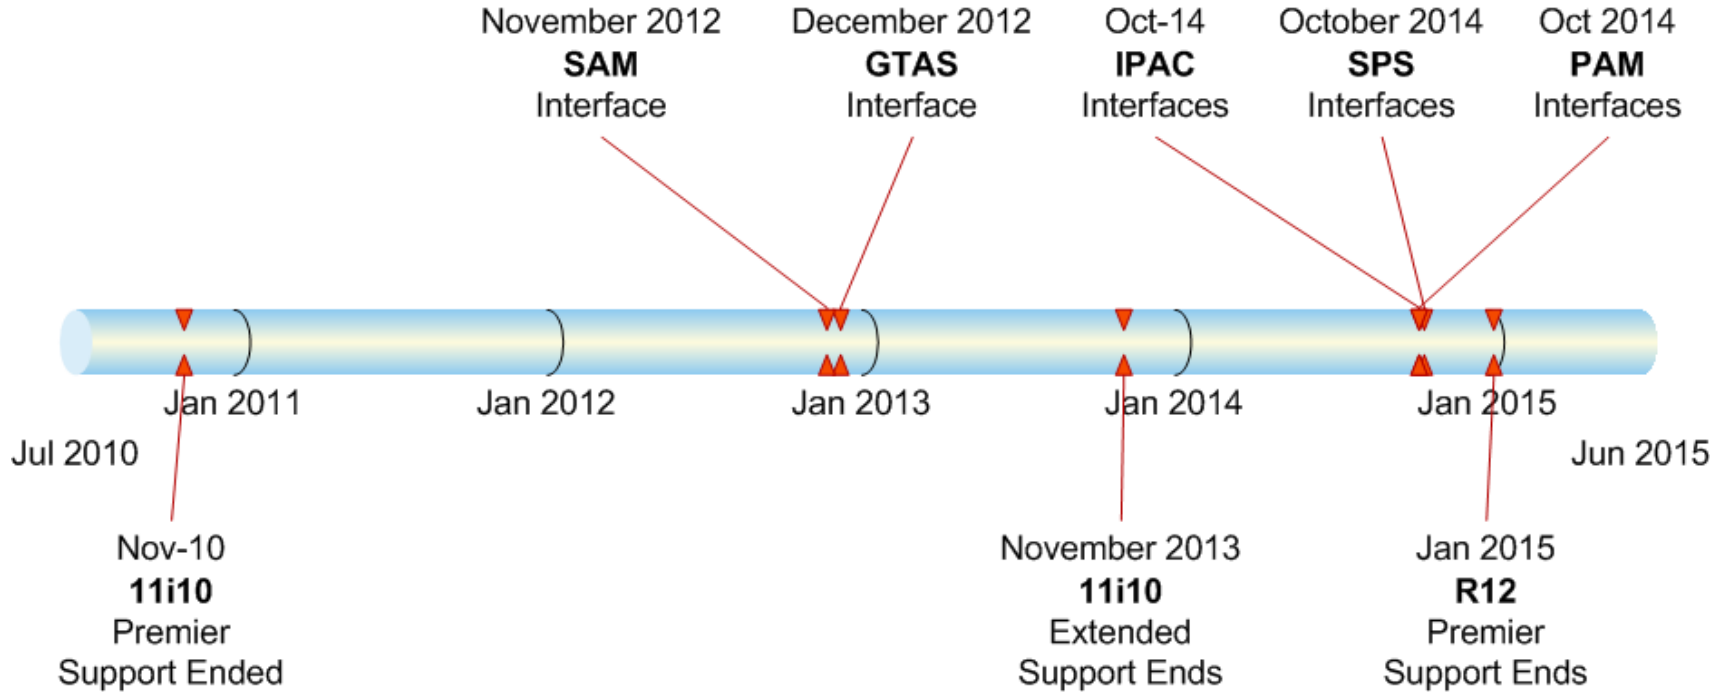 November 2012
SAM
Interface
December 2012
GTAS
Interface
Oct-14
IPAC
Interfaces
October 2014
SPS
Interfaces
Oct 2014
PAM
Interfaces
Jan 2011
Jan 2012
Jan 2013
Jan 2014
Jan 2015
Jul 2010
Jun 2015
Nov-10
11i10
Premier
Support Ended
November 2013
11i10
Extended
Support Ends
Jan 2015
R12
Premier
Support Ends